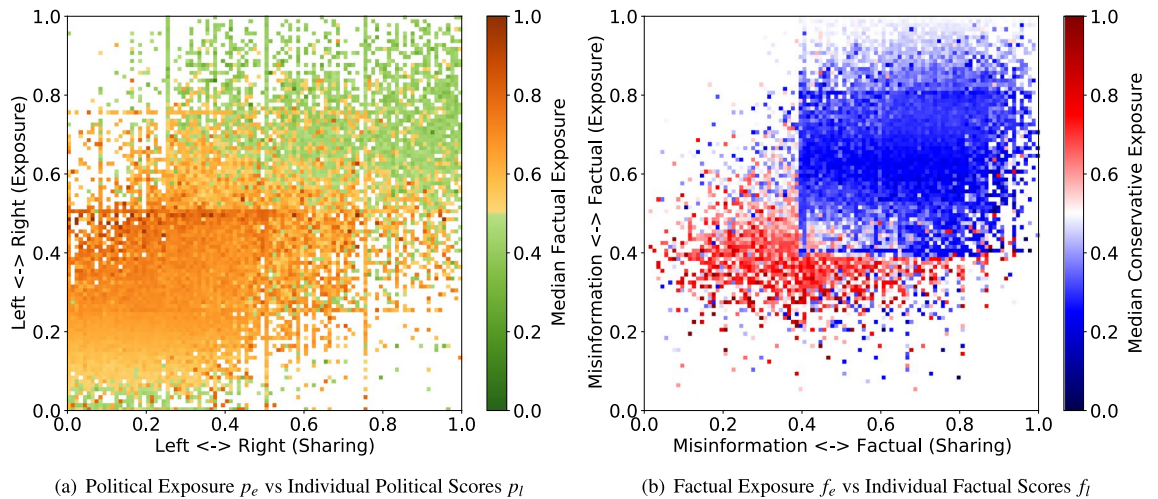 1.0
0.8
0.6
0.4
0.2
0.0
Left <-> Right (Exposure)
0.0 0.2 0.4 0.6 0.8 1.0
Left <-> Right (Sharing)
1.0
0.8
0.6
0.4
0.2
0.0
Median Factual Exposure
1.0
0.8
0.6
0.4
0.2
0.0
Misinformation <-> Factual (Exposure)
0.0 0.2 0.4 0.6 0.8 1.0
Misinformation <-> Factual (Sharing)
1.0
0.8
0.6
0.4
0.2
0.0
Median Conservative Exposure
(a) Political Exposure pₑ vs Individual Political Scores pₗ
(b) Factual Exposure fₑ vs Individual Factual Scores fₗ